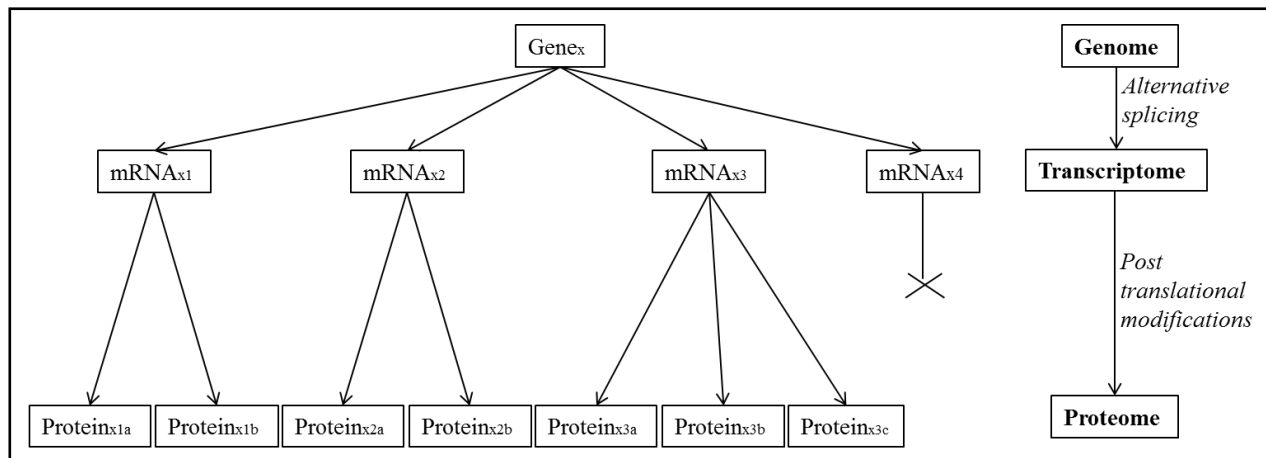 Genex
Genome
Alternative
splicing
mRNAx1
mRNAx2
mRNAx3
mRNAx4
Transcriptome
Post
translational
modifications
Proteinx1a
Proteinx1b
Proteinx2a
Proteinx2b
Proteinx3a
Proteinx3b
Proteinx3c
Proteome